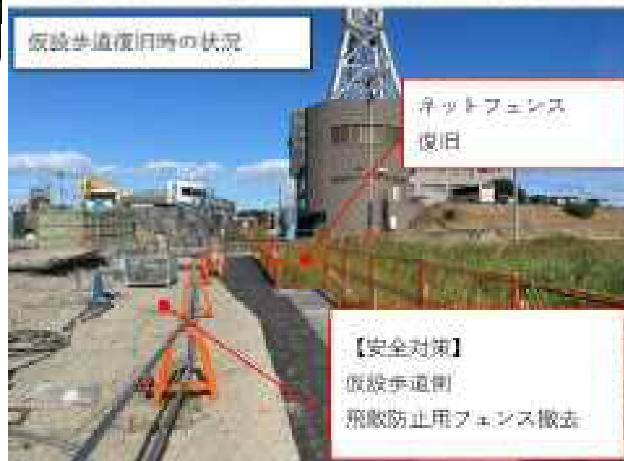 仮設歩道復旧時の状況
ネットフェンス
復旧
【安全対策】
仮設歩道側
飛散防止用フェンス撤去